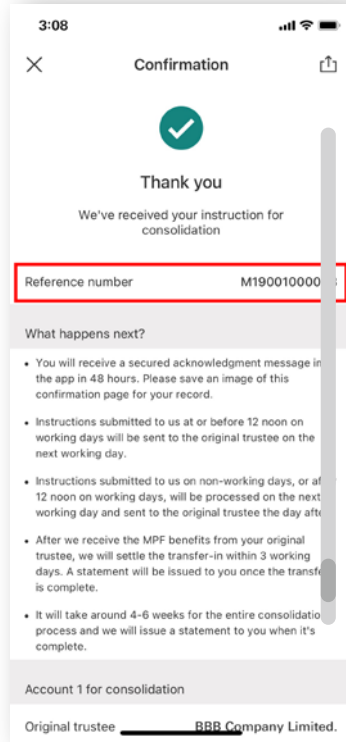 3:08
Confirmation
Thank you
We've received your instruction for
consolidation
Reference number M19001000
What happens next?
• You will receive a secured acknowledgment message in
the app in 48 hours. Please save an image of this
confirmation page for your record.
• Instructions submitted to us at or before 12 noon on
working days will be sent to the original trustee on the
next working day.
• Instructions submitted to us on non-working days, or
12 noon on working days, will be processed on the next
working day and sent to the original trustee the day
• After we receive the MPF benefits from your original
trustee, we will settle the transfer-in within 3 working
days. A statement will be issued to you once the
is complete.
• It will take around 4-6 weeks for the entire
process and we will issue a statement to you when it's
complete.
Account 1 for consolidation
Original trustee BBB Company Limited.